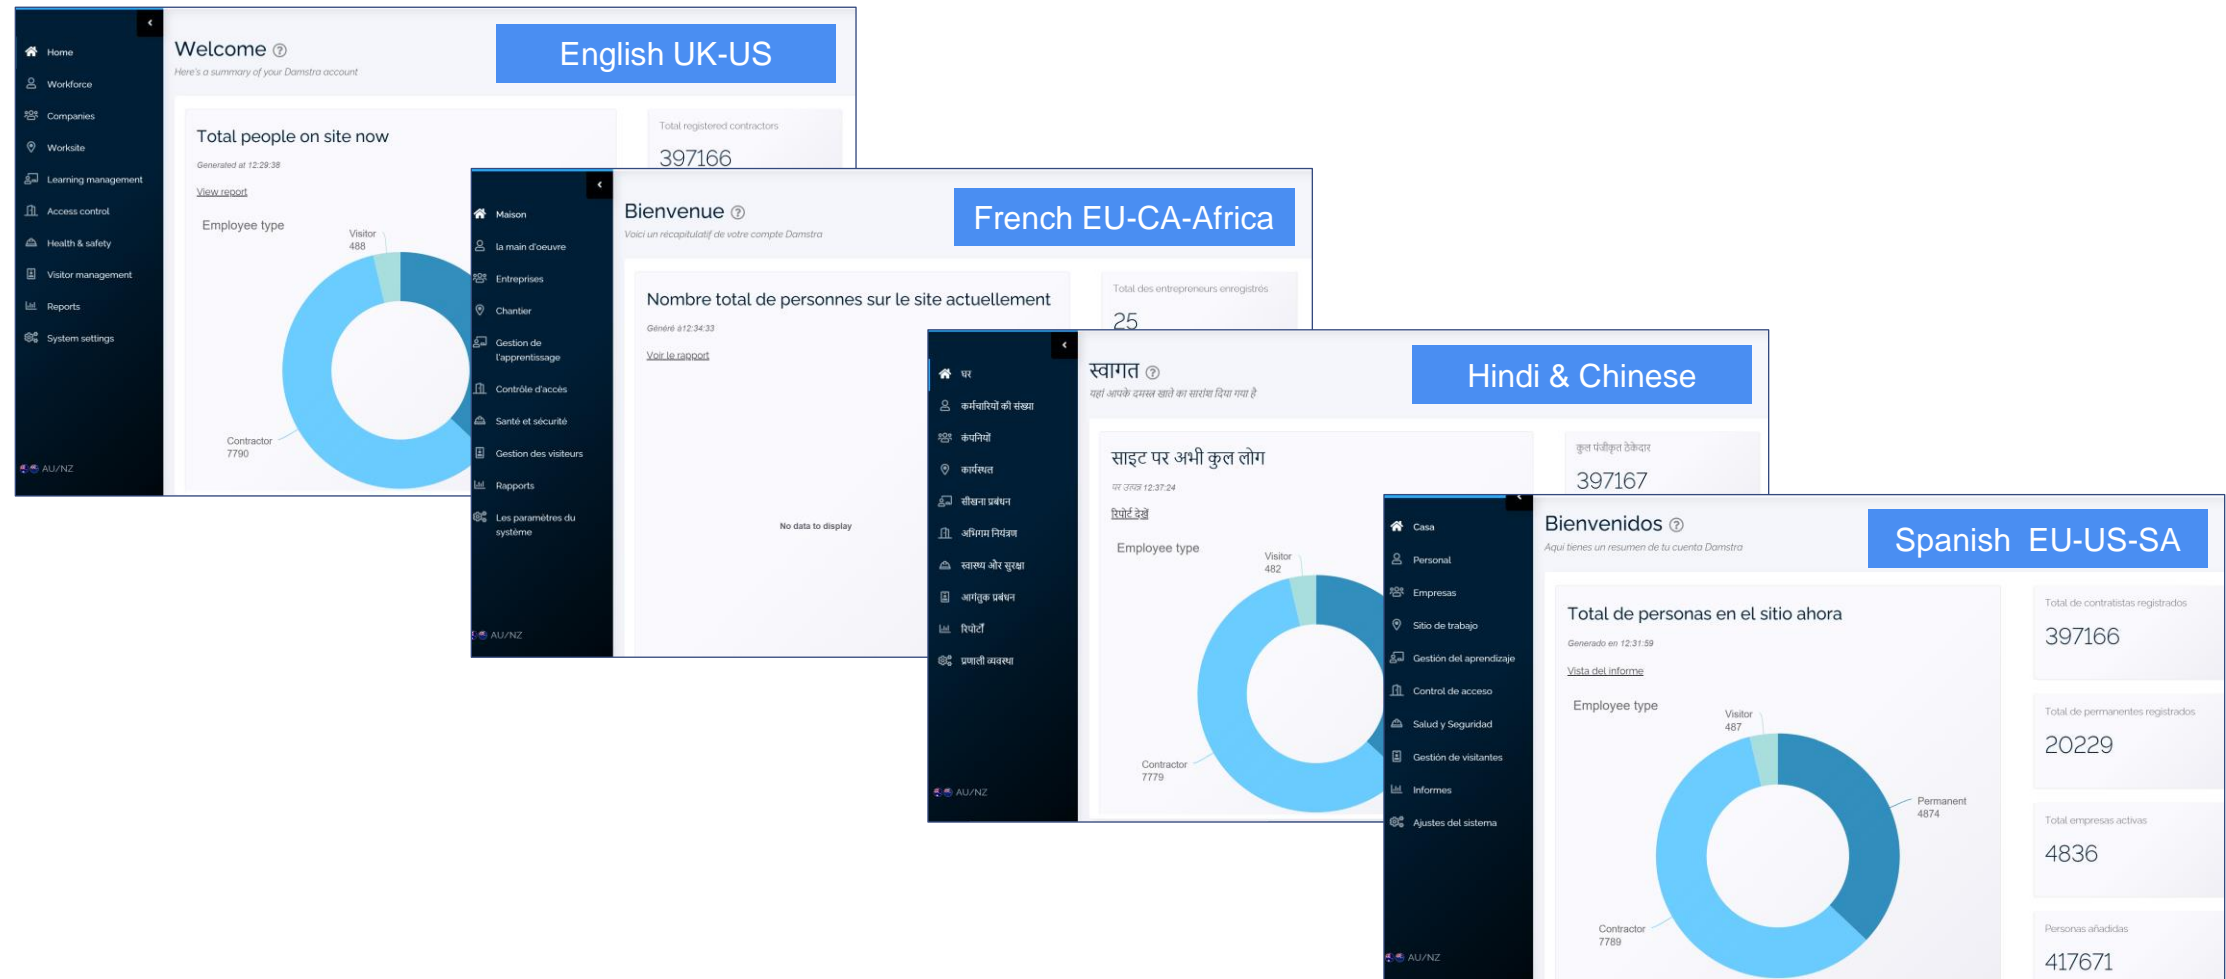 English UK-US
Home
Workforce
Companies
Worksite
Learning management
Access control
Health & safety
Visitor management
Reports
System settings
AU/NZ
Welcome
Here's a summary of your Damstra account
Total people on site now
Generated at 12:29:38
View report
Employee type
Visitor
488
Contractor
7790
Total registered contractors
397166
French EU-CA-Africa
Maison
la main d'oeuvre
Entreprises
Chantier
Gestion de
l'apprentissage
Contrôle d'accès
Santé et sécurité
Gestion des visiteurs
Rapports
Les paramètres du
système
AU/NZ
Bienvenue
Voici un récapitulatif de votre compte Damstra
Nombre total de personnes sur le site actuellement
Généré à12:34:33
Voir le rapport
No data to display
Total des entrepreneurs enregistrés
25
Hindi & Chinese
घर
कर्मचारियों की संख्या
कंपनियों
कार्यस्थल
सीखना प्रबंधन
अभिगम नियंत्रण
स्वास्थ्य और सुरक्षा
आगंतुक प्रबंधन
रिपोर्टों
प्रणाली व्यवस्था
AU/NZ
स्वागत
यहां आपके दमस्त्र खाते का सारांश दिया गया है
साइट पर अभी कुल लोग
पर उत्पन्न 12:37:24
रिपोर्ट देखें
Employee type
Visitor
482
Contractor
7779
कुल पंजीकृत ठेकेदार
397167
Spanish EU-US-SA
Casa
Personal
Empresas
Sitio de trabajo
Gestión del aprendizaje
Control de acceso
Salud y Seguridad
Gestión de visitantes
Informes
Ajustes del sistema
AU/NZ
Bienvenidos
Aqui tienes un resumen de tu cuenta Damstra
Total de personas en el sitio ahora
Generado en 12:31:59
Vista del informe
Employee type
Visitor
487
Permanent
4874
Contractor
7789
Total de contratistas registrados
397166
Total de permanentes registrados
20229
Total empresas activas
4836
Personas añadidas
417671